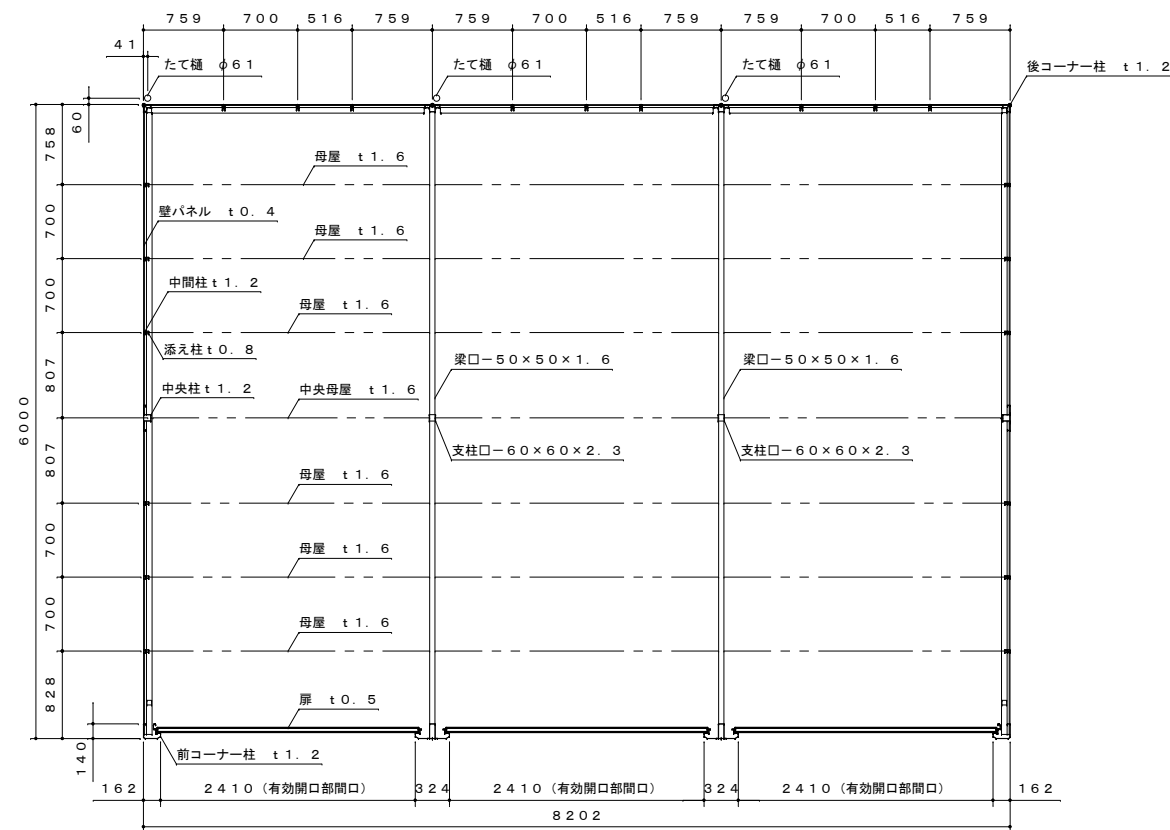 759 700 516 759 759 700 516 759 759 700 516 759
41
たて樋 φ61 たて樋 φ61 たて樋 φ61 後コーナー柱 t1.2
60
758
母屋 t1.6
700
壁パネル t0.4
母屋 t1.6
700
中間柱t1.2
母屋 t1.6
添え柱t0.8
807
梁口-50×50×1.6 梁口-50×50×1.6
中央柱t1.2 中央母屋 t1.6
6000
支柱口-60×60×2.3 支柱口-60×60×2.3
807
母屋 t1.6
700
母屋 t1.6
700
母屋 t1.6
828
扉 t0.5
140
前コーナー柱 t1.2
162 2410(有効開口部間口) 324 2410(有効開口部間口) 324 2410(有効開口部間口) 162
8202